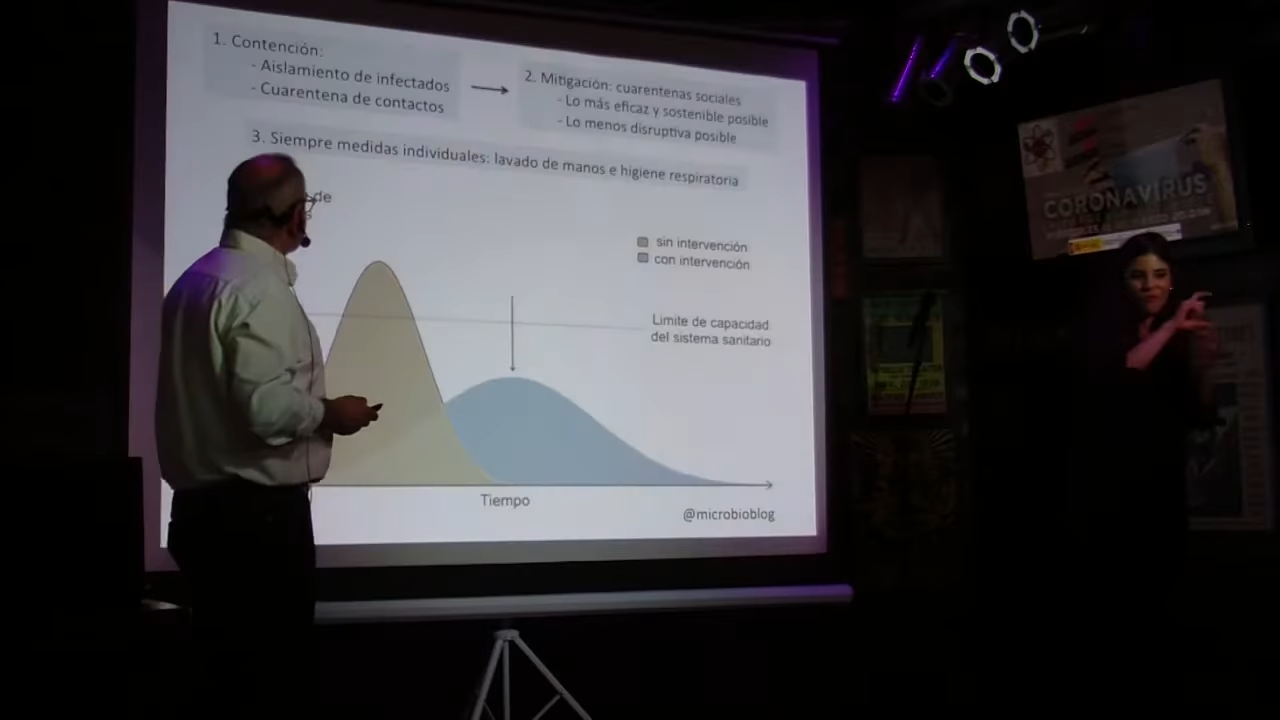 1. Contención:
- Aislamiento de infectados
- Cuarentena de contactos
2. Mitigación: cuarentenas sociales
- Lo más eficaz y sostenible posible
- Lo menos disruptiva posible
3. Siempre medidas individuales: lavado de manos e higiene respiratoria
de
sin intervención
con intervención
Limite de capacidad
del sistema sanitario
Tiempo
@microbioblog
CORONAVIRUS